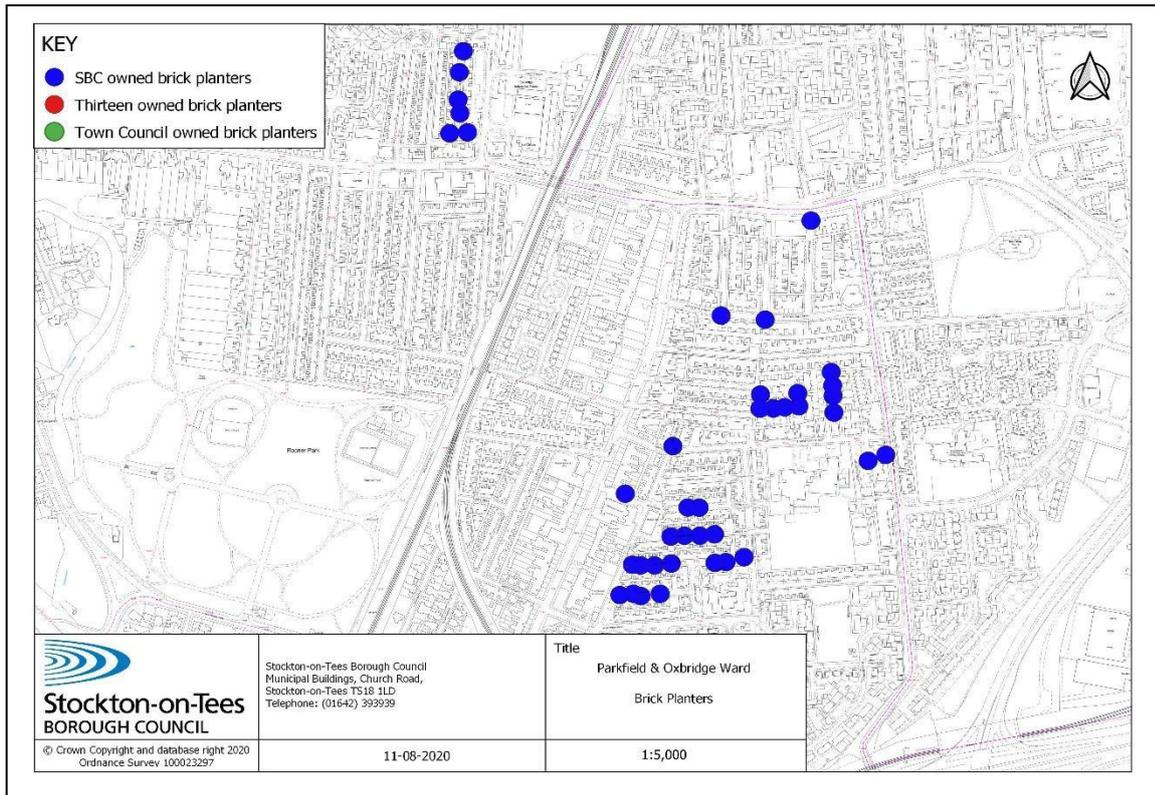 KEY
SBC owned brick planters
Thirteen owned brick planters
Town Council owned brick planters
Stockton-on-Tees
BOROUGH COUNCIL
© Crown Copyright and database right 2020
Ordnance Survey 100023297
Stockton-on-Tees Borough Council
Municipal Buildings, Church Road,
Stockton-on-Tees TS18 1LD
Telephone: (01642) 393939
11-08-2020
Title
Parkfield & Oxbridge Ward
Brick Planters
1:5,000